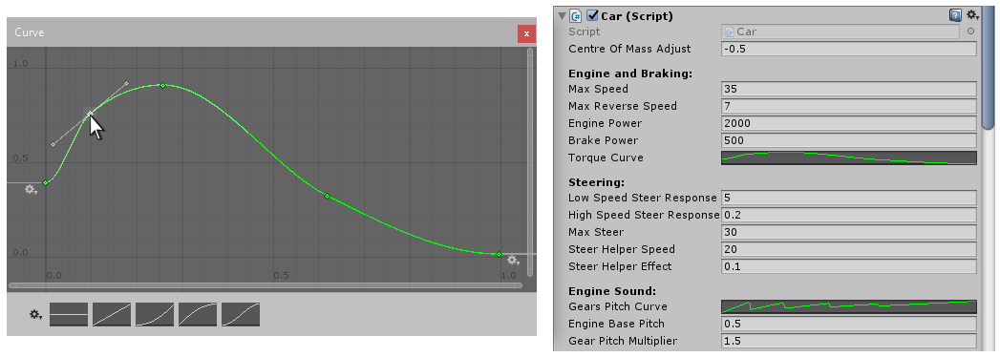 Curve
x
1.0
0.5
0.0
0.0
0.5
1.0
Car (Script)
Script
Car
Centre Of Mass Adjust
-0.5
Engine and Braking:
Max Speed
35
Max Reverse Speed
7
Engine Power
2000
Brake Power
500
Torque Curve
Steering:
Low Speed Steer Response
5
High Speed Steer Response
0.2
Max Steer
30
Steer Helper Speed
20
Steer Helper Effect
0.1
Engine Sound:
Gears Pitch Curve
Engine Base Pitch
0.5
Gear Pitch Multiplier
1.5